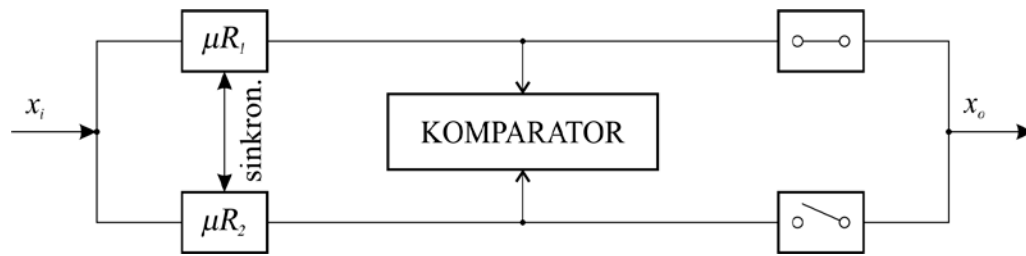 μR₁
x_i
sinkron.
KOMPARATOR
x_o
μR₂